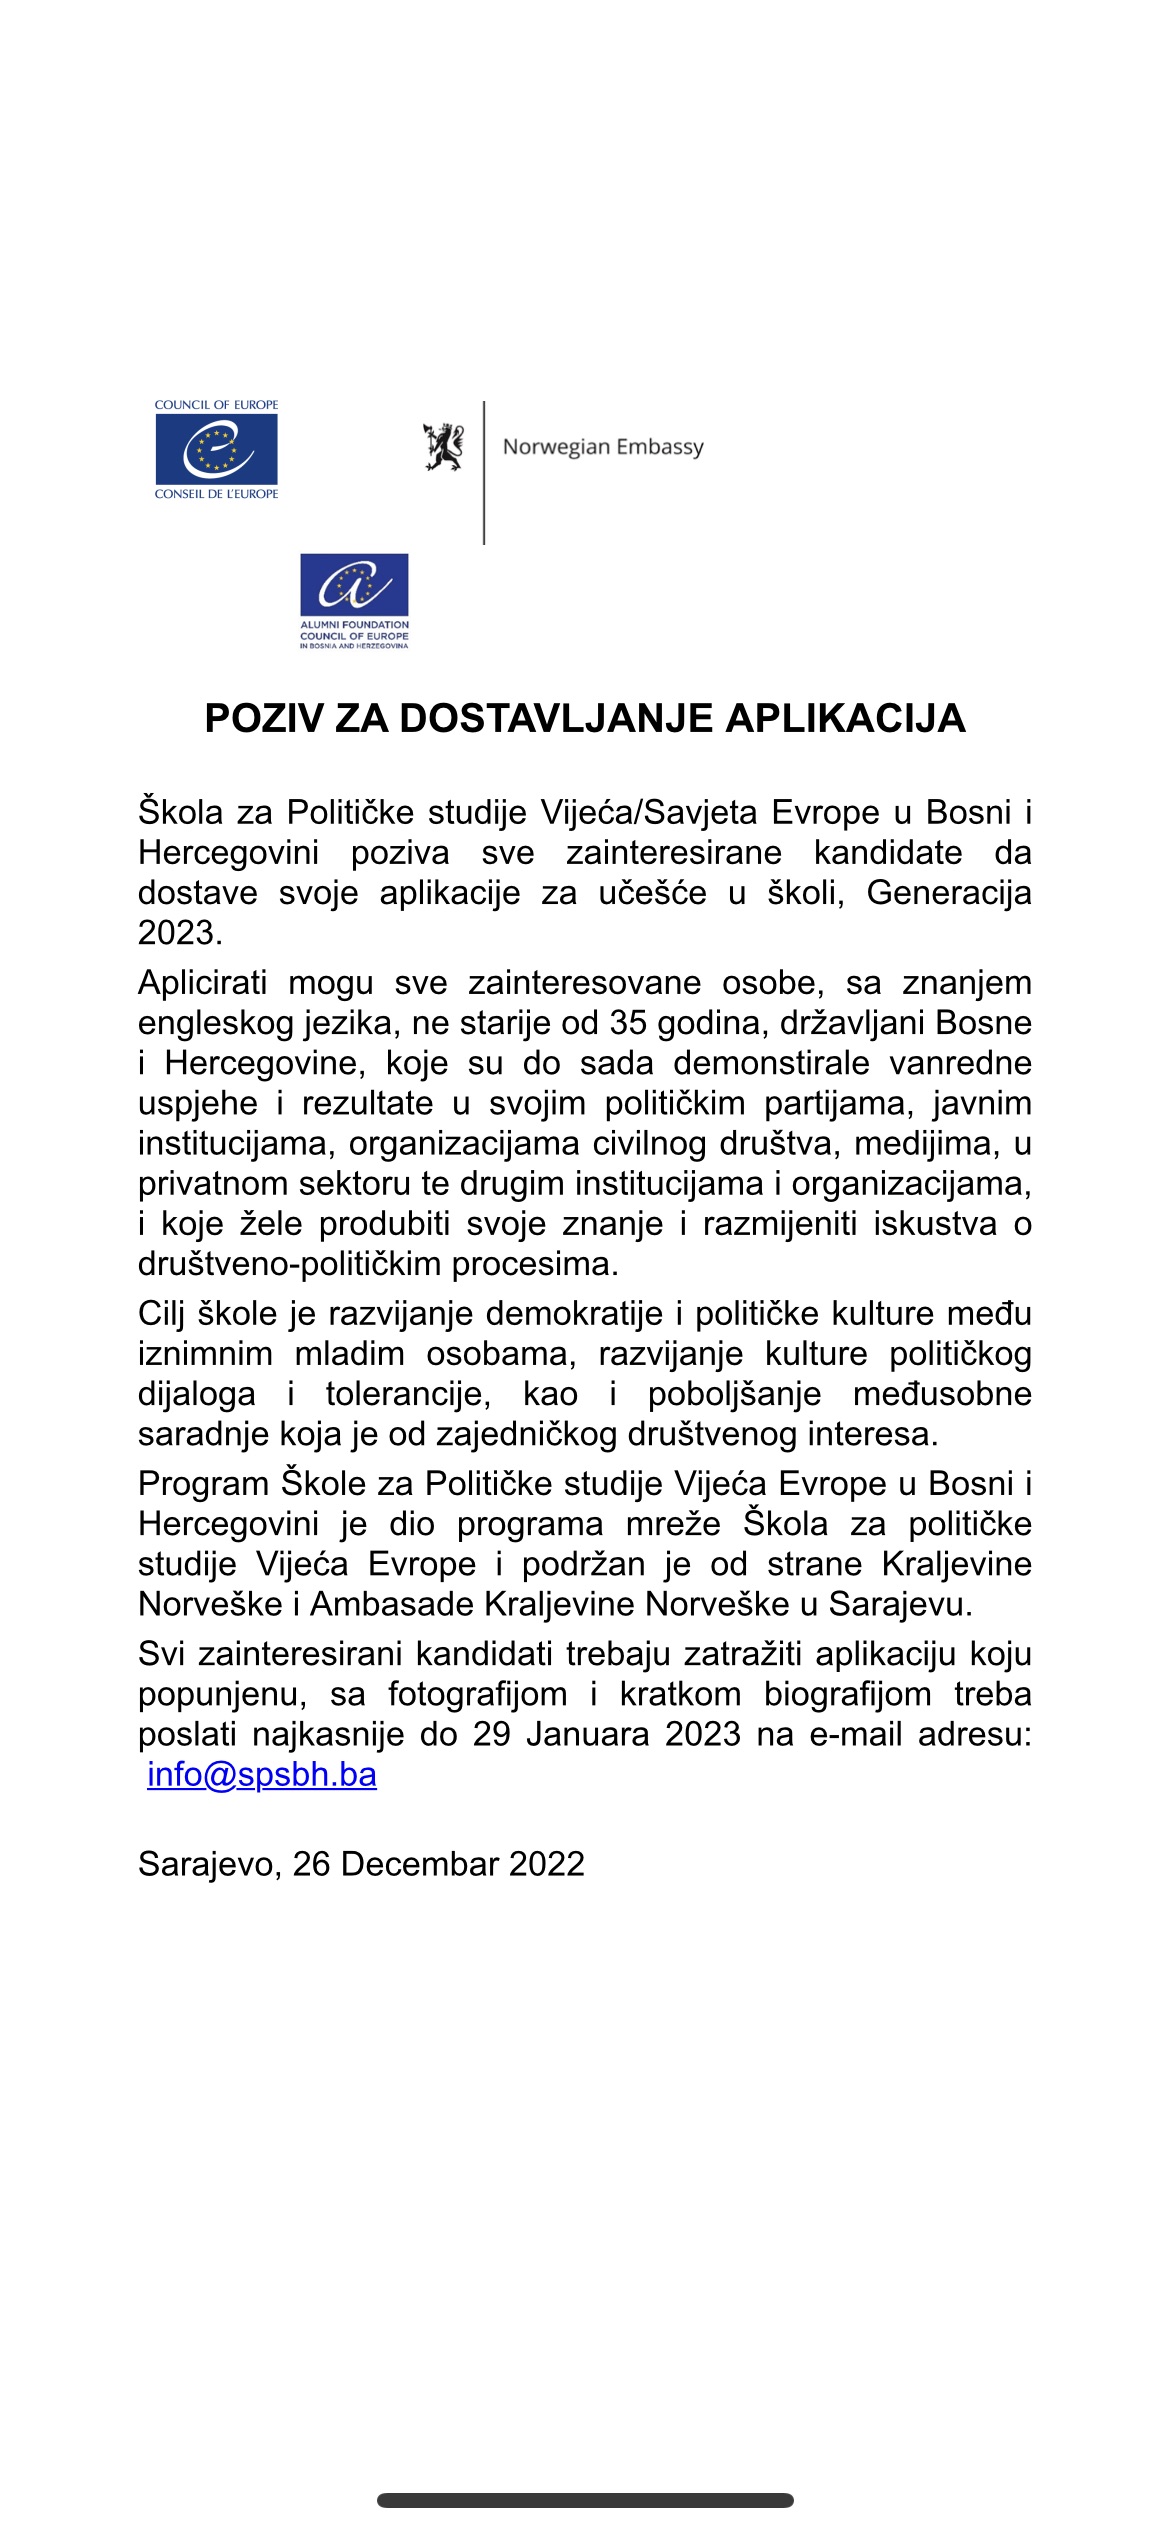 COUNCIL OF EUROPE
CONSEIL DE L'EUROPE
Norwegian Embassy
ALUMNI FOUNDATION
COUNCIL OF EUROPE
IN BOSNIA AND HERZEGOVINA
POZIV ZA DOSTAVLJANJE APLIKACIJA
Škola za Političke studije Vijeća/Savjeta Evrope u Bosni i
Hercegovini poziva sve zainteresirane kandidate da
dostave svoje aplikacije za učešće u školi, Generacija
2023.
Aplicirati mogu sve zainteresovane osobe, sa znanjem
engleskog jezika, ne starije od 35 godina, državljani Bosne
i Hercegovine, koje su do sada demonstirale vanredne
uspjehe i rezultate u svojim političkim partijama, javnim
institucijama, organizacijama civilnog društva, medijima, u
privatnom sektoru te drugim institucijama i organizacijama,
i koje žele produbiti svoje znanje i razmijeniti iskustva o
društveno-političkim procesima.
Cilj škole je razvijanje demokratije i političke kulture među
iznimnim mladim osobama, razvijanje kulture političkog
dijaloga i tolerancije, kao i poboljšanje međusobne
saradnje koja je od zajedničkog društvenog interesa.
Program Škole za Političke studije Vijeća Evrope u Bosni i
Hercegovini je dio programa mreže Škola za političke
studije Vijeća Evrope i podržan je od strane Kraljevine
Norveške i Ambasade Kraljevine Norveške u Sarajevu.
Svi zainteresirani kandidati trebaju zatražiti aplikaciju koju
popunjenu, sa fotografijom i kratkom biografijom treba
poslati najkasnije do 29 Januara 2023 na e-mail adresu:
info@spsbh.ba
Sarajevo, 26 Decembar 2022